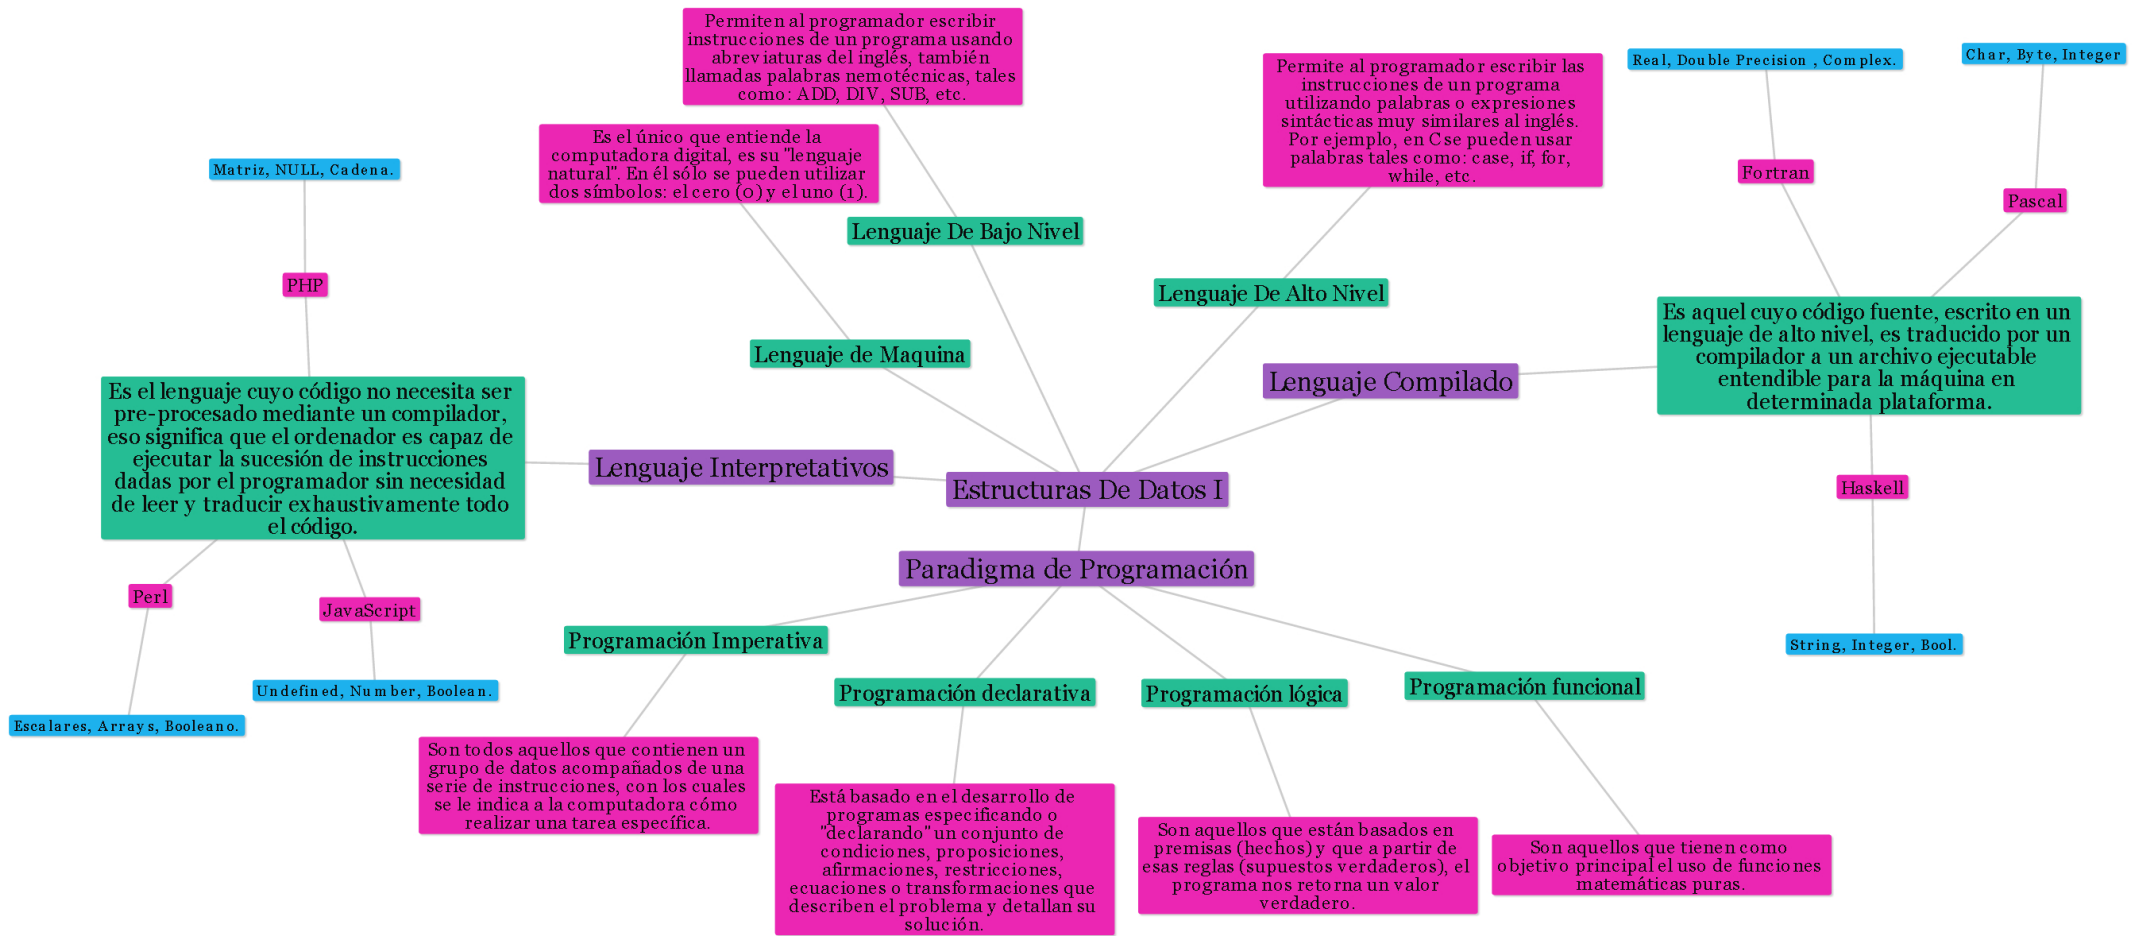 Permiten al programador escribir
instrucciones de un programa usando
abreviaturas del inglés, también
llamadas palabras nemotécnicas, tales
como: ADD, DIV, SUB, etc.
Permite al programador escribir las
instrucciones de un programa
utilizando palabras o expresiones
sintácticas muy similares al inglés.
Por ejemplo, en C se pueden usar
palabras tales como: case, if, for,
while, etc.
Real, Double Precision , Complex.
Char, Byte, Integer
Es el único que entiende la
computadora digital, es su "lenguaje
natural". En él sólo se pueden utilizar
dos símbolos: el cero (0) y el uno (1).
Matriz, NULL, Cadena.
Fortran
Pascal
Lenguaje De Bajo Nivel
PHP
Lenguaje De Alto Nivel
Es aquel cuyo código fuente, escrito en un
lenguaje de alto nivel, es traducido por un
compilador a un archivo ejecutable
entendible para la máquina en
determinada plataforma.
Lenguaje de Maquina
Lenguaje Compilado
Es el lenguaje cuyo código no necesita ser
pre-procesado mediante un compilador,
eso significa que el ordenador es capaz de
ejecutar la sucesión de instrucciones
dadas por el programador sin necesidad
de leer y traducir exhaustivamente todo
el código.
Lenguaje Interpretativos
Estructuras De Datos I
Haskell
Paradigma de Programación
Perl
JavaScript
Programación Imperativa
String, Integer, Bool.
Undefined, Number, Boolean.
Programación declarativa
Programación lógica
Programación funcional
Escalares, Arrays, Booleano.
Son todos aquellos que contienen un
grupo de datos acompañados de una
serie de instrucciones, con los cuales
se le indica a la computadora cómo
realizar una tarea específica.
Está basado en el desarrollo de
programas especificando o
"declarando" un conjunto de
condiciones, proposiciones,
afirmaciones, restricciones,
ecuaciones o transformaciones que
describen el problema y detallan su
solución.
Son aquellos que están basados en
premisas (hechos) y que a partir de
esas reglas (supuestos verdaderos), el
programa nos retorna un valor
verdadero.
Son aquellos que tienen como
objetivo principal el uso de funciones
matemáticas puras.